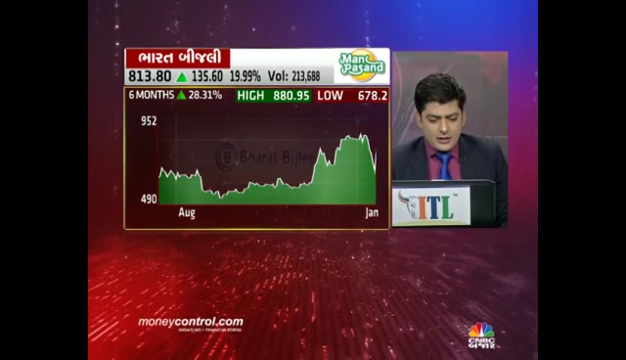 ભારત બીજલી
Man Pasand
813.80 135.60 19.99% Vol: 213,688
6 MONTHS 28.31% HIGH 880.95 LOW 678.2
952
Bharat Bijlee
490
Aug Jan
ITL
moneycontrol.com
CNBC
બજાર